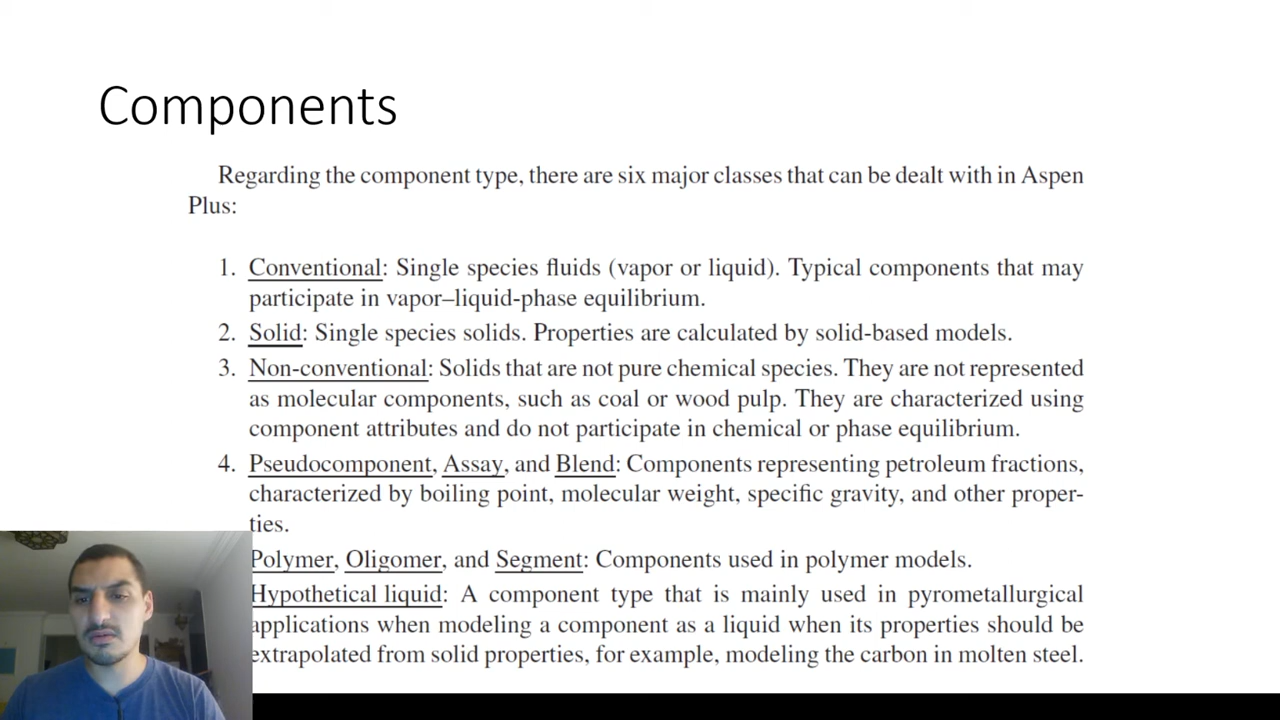 Components
Regarding the component type, there are six major classes that can be dealt with in Aspen
Plus:
1. Conventional: Single species fluids (vapor or liquid). Typical components that may
participate in vapor–liquid-phase equilibrium.
2. Solid: Single species solids. Properties are calculated by solid-based models.
3. Non-conventional: Solids that are not pure chemical species. They are not represented
as molecular components, such as coal or wood pulp. They are characterized using
component attributes and do not participate in chemical or phase equilibrium.
4. Pseudocomponent, Assay, and Blend: Components representing petroleum fractions,
characterized by boiling point, molecular weight, specific gravity, and other proper-
ties.
Polymer, Oligomer, and Segment: Components used in polymer models.
Hypothetical liquid: A component type that is mainly used in pyrometallurgical
applications when modeling a component as a liquid when its properties should be
extrapolated from solid properties, for example, modeling the carbon in molten steel.